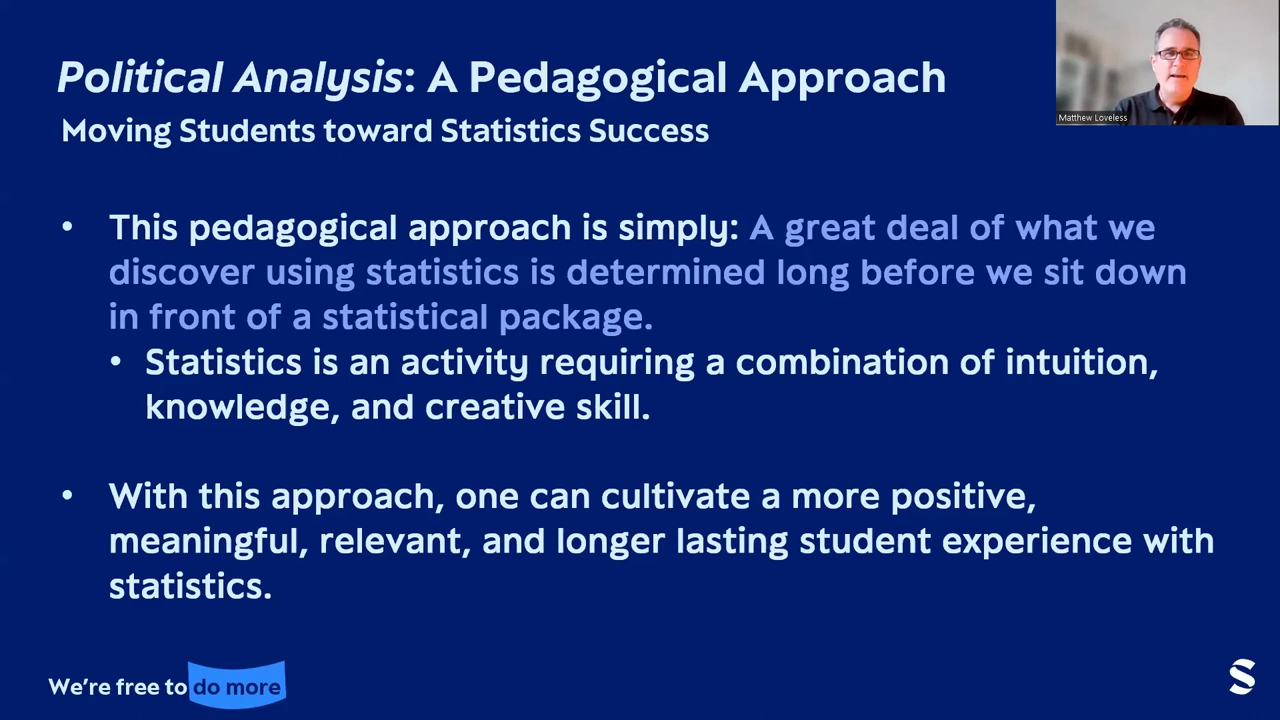 Political Analysis: A Pedagogical Approach
Moving Students toward Statistics Success
Matthew Loveless
• This pedagogical approach is simply: A great deal of what we
discover using statistics is determined long before we sit down
in front of a statistical package.
• Statistics is an activity requiring a combination of intuition,
knowledge, and creative skill.
• With this approach, one can cultivate a more positive,
meaningful, relevant, and longer lasting student experience with
statistics.
We're free to do more
S